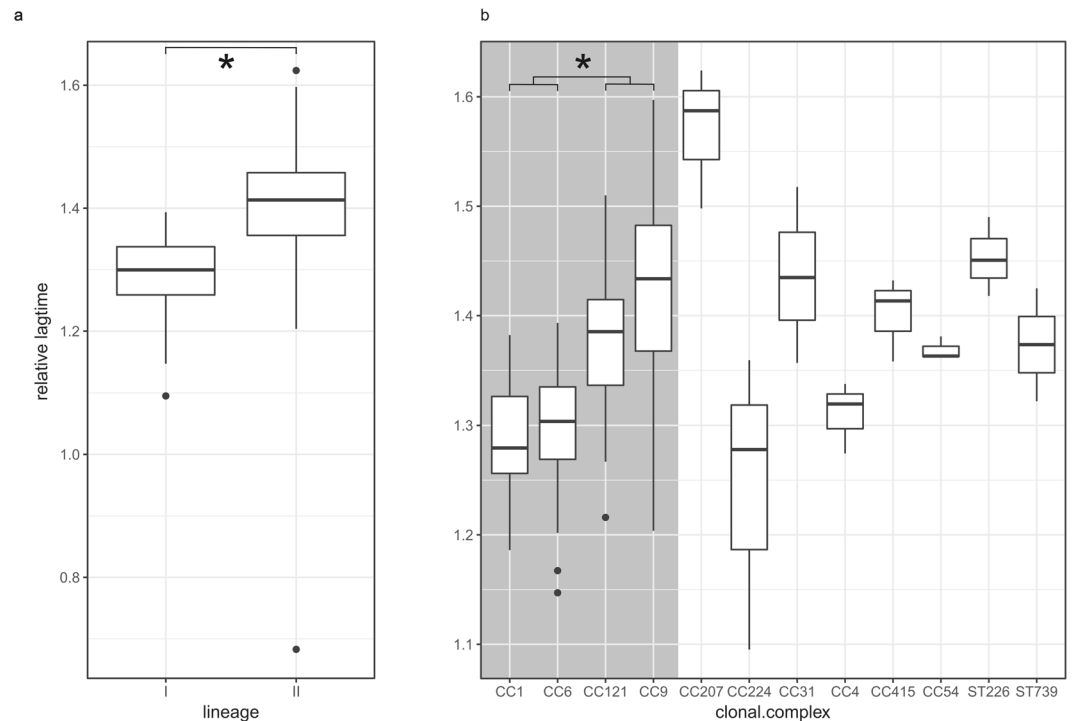 a
*
1.6
1.4
1.2
1.0
0.8
relative lagtime
I II
lineage
b
*
1.6
1.5
1.4
1.3
1.2
1.1
CC1 CC6 CC121 CC9 CC207 CC224 CC31 CC4 CC415 CC54 ST226 ST739
clonal.complex